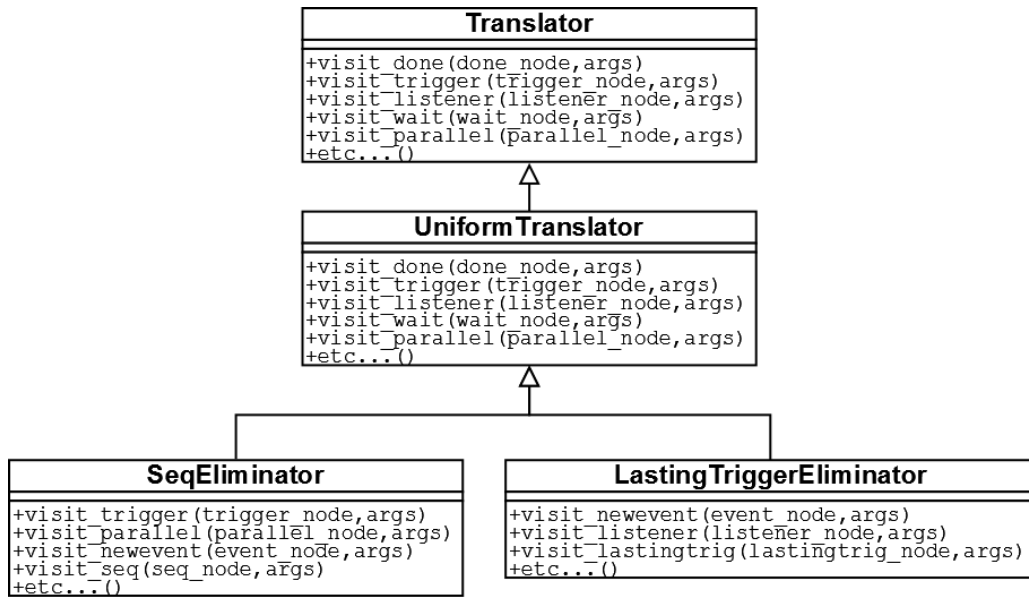 Translator
+visit_done(done_node,args)
+visit_trigger(trigger_node,args)
+visit_listener(listener_node,args)
+visit_wait(wait_node,args)
+visit_parallel(parallel_node,args)
+etc...()
UniformTranslator
+visit_done(done_node,args)
+visit_trigger(trigger_node,args)
+visit_listener(listener_node,args)
+visit_wait(wait_node,args)
+visit_parallel(parallel_node,args)
+etc...()
SeqEliminator
+visit_trigger(trigger_node,args)
+visit_parallel(parallel_node,args)
+visit_newevent(event_node,args)
+visit_seq(seq_node,args)
+etc...()
LastingTriggerEliminator
+visit_newevent(event_node,args)
+visit_listener(listener_node,args)
+visit_lastingtrig(lastingtrig_node,args)
+etc...()